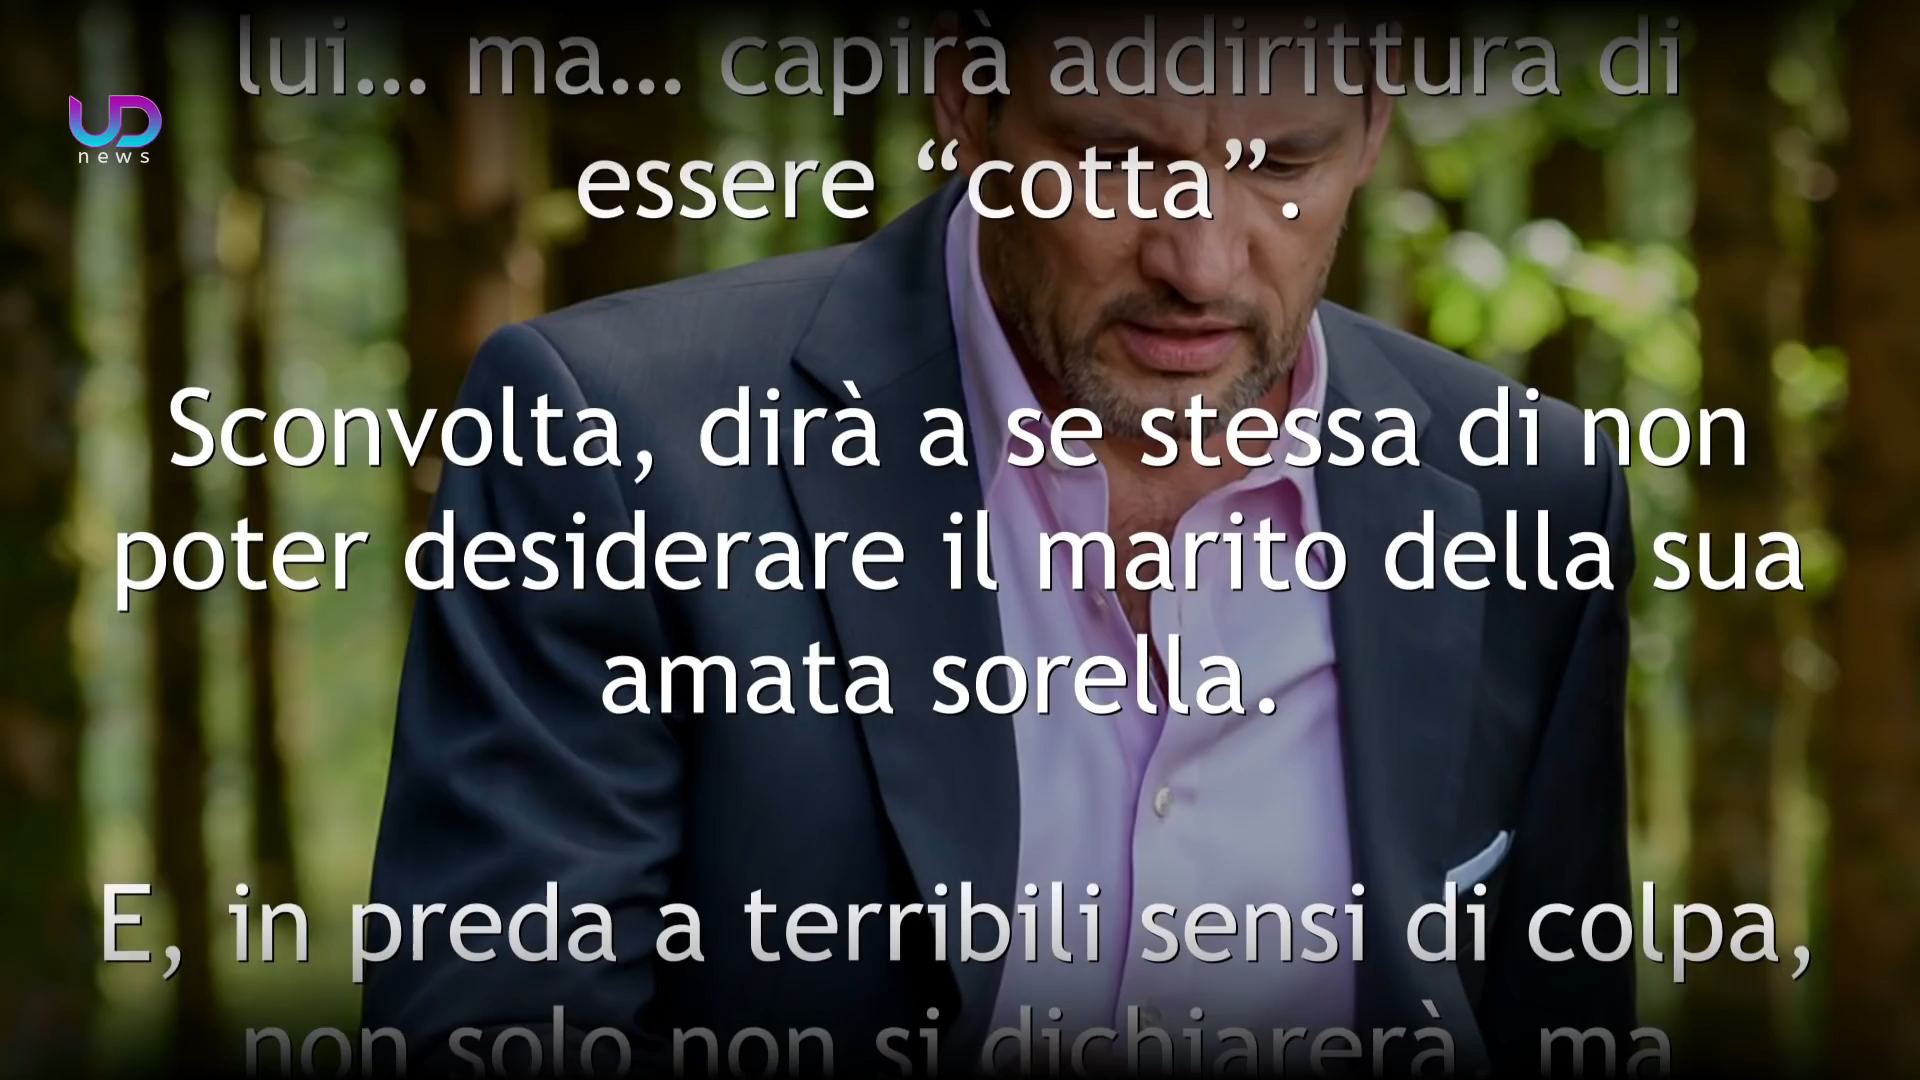 lui... ma... capirà addirittura di
UD
news
essere “cotta”.
Sconvolta, dirà a se stessa di non
poter desiderare il marito della sua
amata sorella.
E, in preda a terribili sensi di colpa,
non solo non si dichiarerà, ma